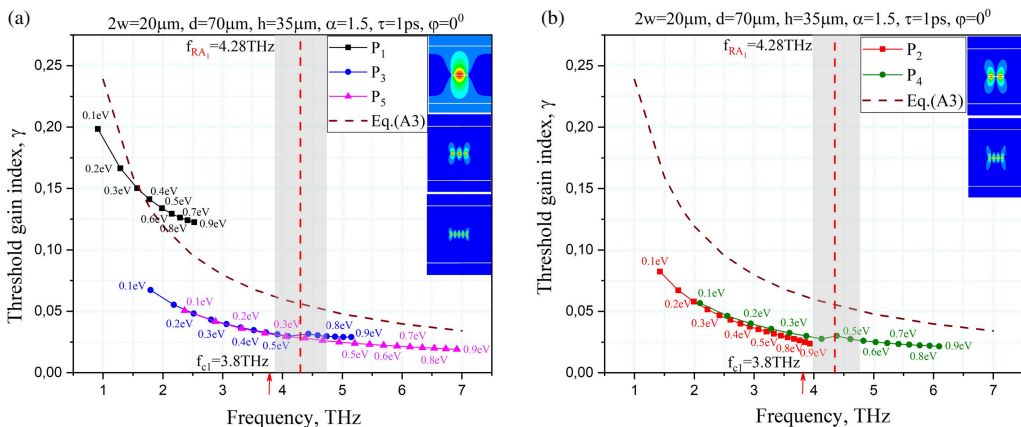 (a)
2w=20μm, d=70μm, h=35μm, α=1.5, τ=1ps, φ=0⁰
f_RA₁=4.28THz
P₁
P₃
P₅
Eq.(A3)
0,25
0,20
0,15
0,10
0,05
0,00
Threshold gain index, γ
0.1eV
0.2eV
0.3eV
0.4eV
0.5eV
0.6eV
0.7eV
0.8eV
0.9eV
0.1eV
0.2eV
0.3eV
0.4eV
0.5eV
0.8eV
0.9eV
0.1eV
0.2eV
0.3eV
0.5eV
0.6eV
0.7eV
0.8eV
0.9eV
f_c1=3.8THz
1 2 3 4 5 6 7
Frequency, THz
(b)
2w=20μm, d=70μm, h=35μm, α=1.5, τ=1ps, φ=0⁰
f_RA₁=4.28THz
P₂
P₄
Eq.(A3)
0,25
0,20
0,15
0,10
0,05
0,00
Threshold gain index, γ
0.1eV
0.2eV
0.3eV
0.4eV
0.5eV
0.8eV
0.9eV
0.1eV
0.2eV
0.3eV
0.5eV
0.6eV
0.7eV
0.8eV
0.9eV
f_c1=3.8THz
1 2 3 4 5 6 7
Frequency, THz